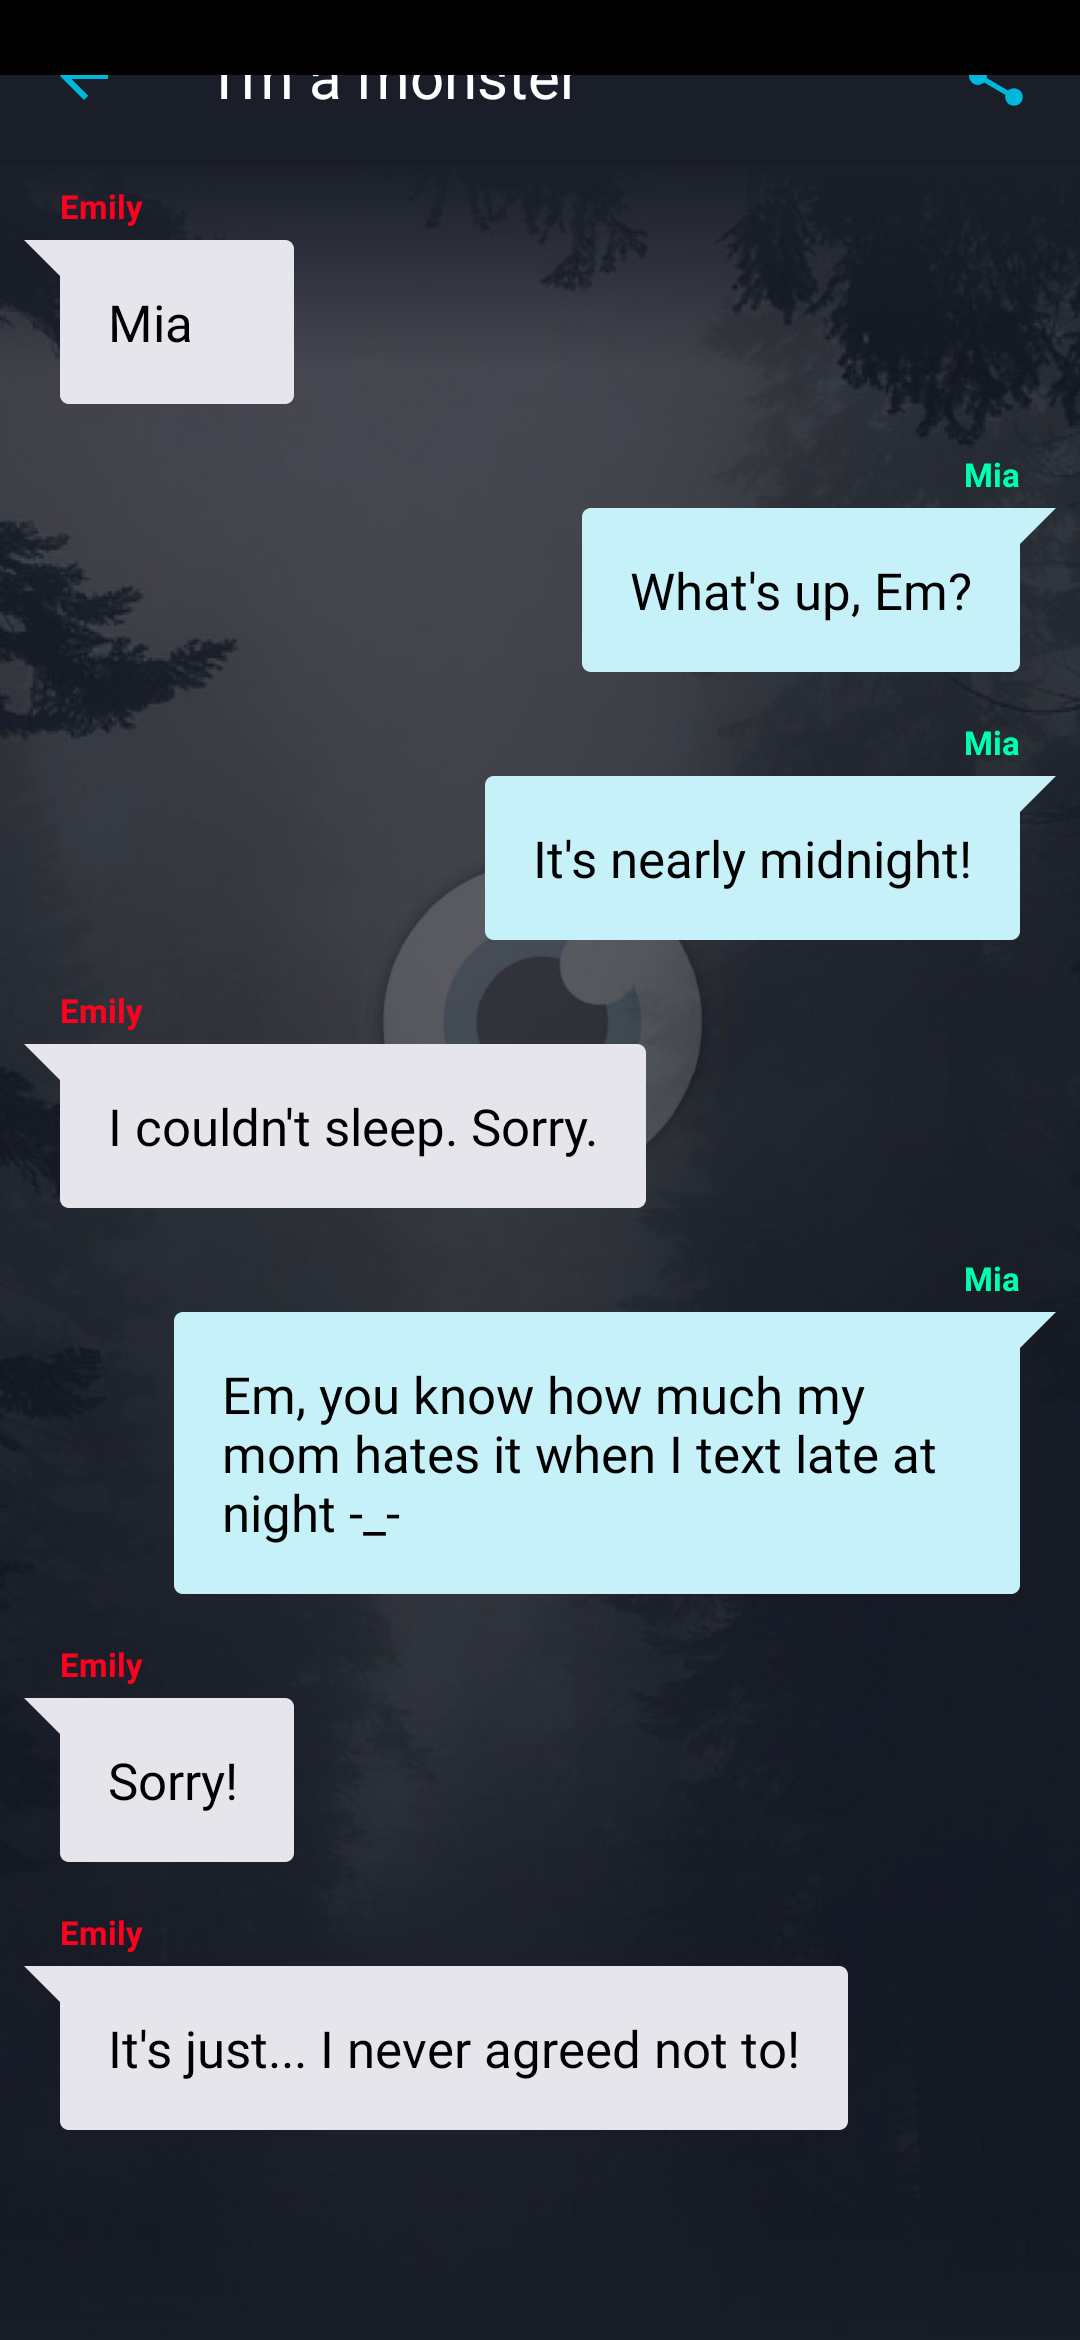 I'm a monster
Emily
Mia
Mia
What's up, Em?
Mia
It's nearly midnight!
Emily
I couldn't sleep. Sorry.
Mia
Em, you know how much my
mom hates it when I text late at
night -_-
Emily
Sorry!
Emily
It's just... I never agreed not to!